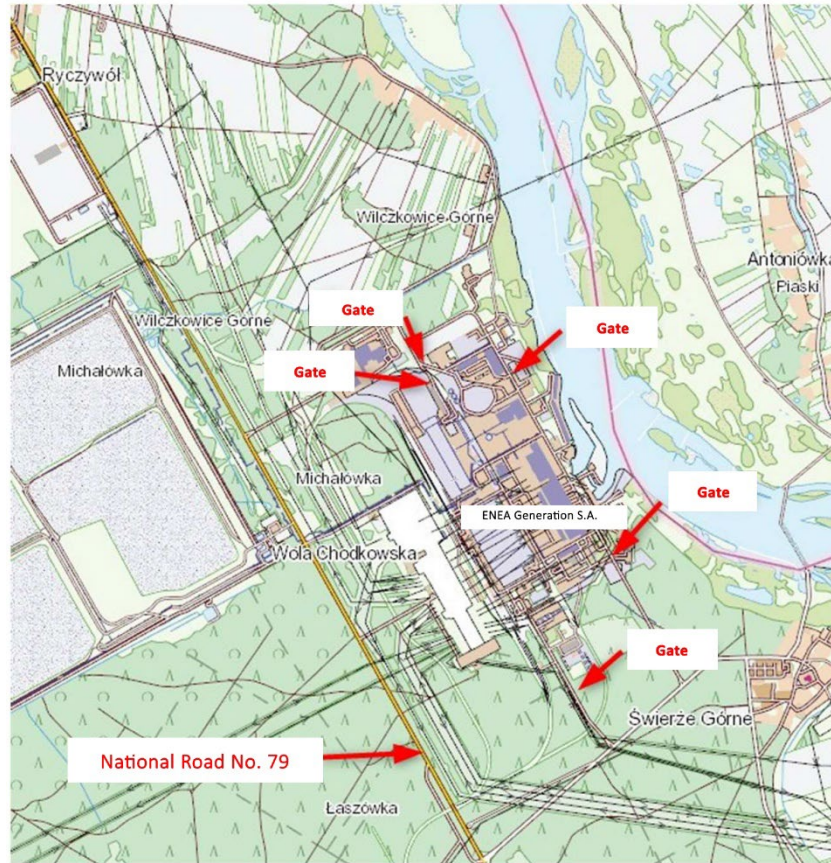 Ryczywół
Wilczkowice Górne
Antoniówka
Piaski
Gate
Wilczkowice Górne
Gate
Michałówka
Gate
Michałówka
Gate
ENEA Generation S.A.
Wola Chodkowska
Gate
Świerże Górne
National Road No. 79
Łaszówka